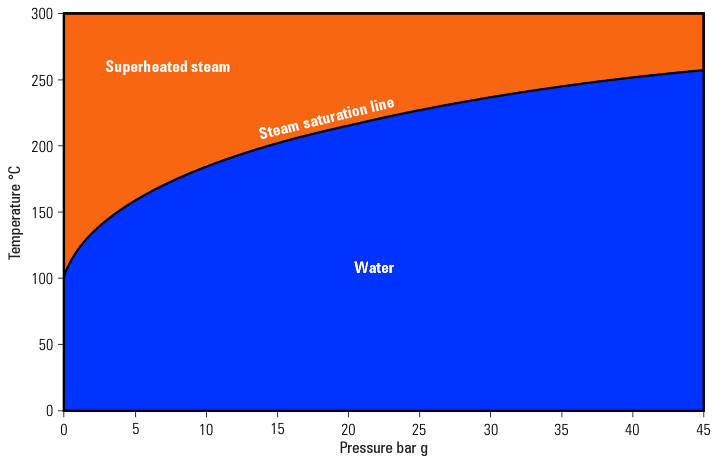 300
250
200
150
100
50
0
Temperature °C
Superheated steam
Steam saturation line
Water
0 5 10 15 20 25 30 35 40 45
Pressure bar g